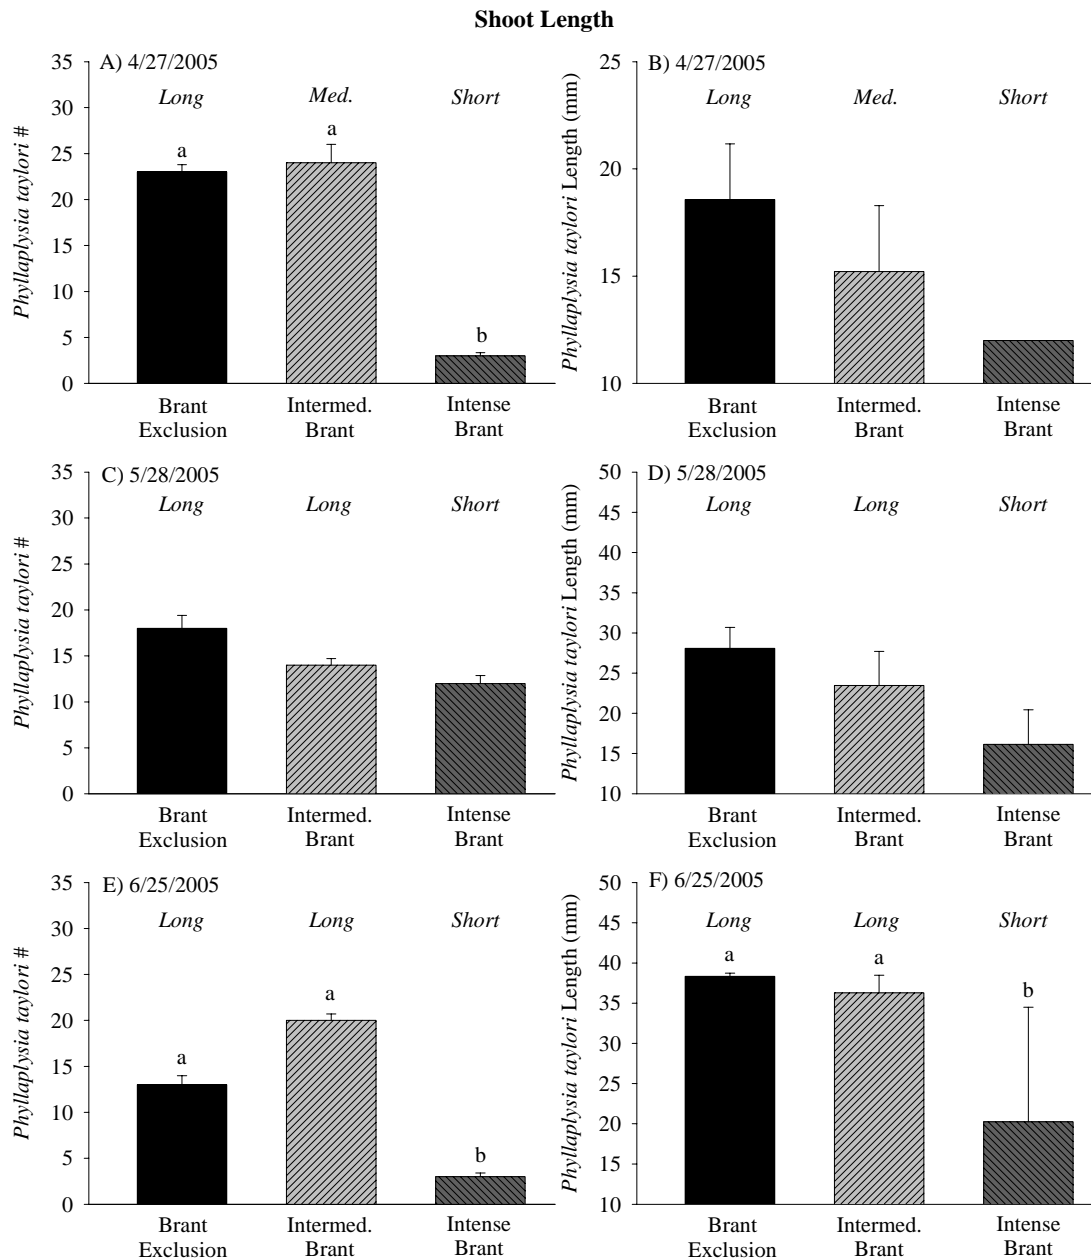 Shoot Length
A) 4/27/2005
Long Med. Short
Phyllaplysia taylori #
35
30
25
20
15
10
5
0
a a b
Brant Intermed. Intense
Exclusion Brant Brant
B) 4/27/2005
Long Med. Short
Phyllaplysia taylori Length (mm)
25
20
15
10
Brant Intermed. Intense
Exclusion Brant Brant
C) 5/28/2005
Long Long Short
Phyllaplysia taylori #
35
30
25
20
15
10
5
0
Brant Intermed. Intense
Exclusion Brant Brant
D) 5/28/2005
Long Long Short
Phyllaplysia taylori Length (mm)
50
45
40
35
30
25
20
15
10
Brant Intermed. Intense
Exclusion Brant Brant
E) 6/25/2005
Long Long Short
Phyllaplysia taylori #
35
30
25
20
15
10
5
0
a a b
Brant Intermed. Intense
Exclusion Brant Brant
F) 6/25/2005
Long Long Short
Phyllaplysia taylori Length (mm)
50
45
40
35
30
25
20
15
10
a a b
Brant Intermed. Intense
Exclusion Brant Brant